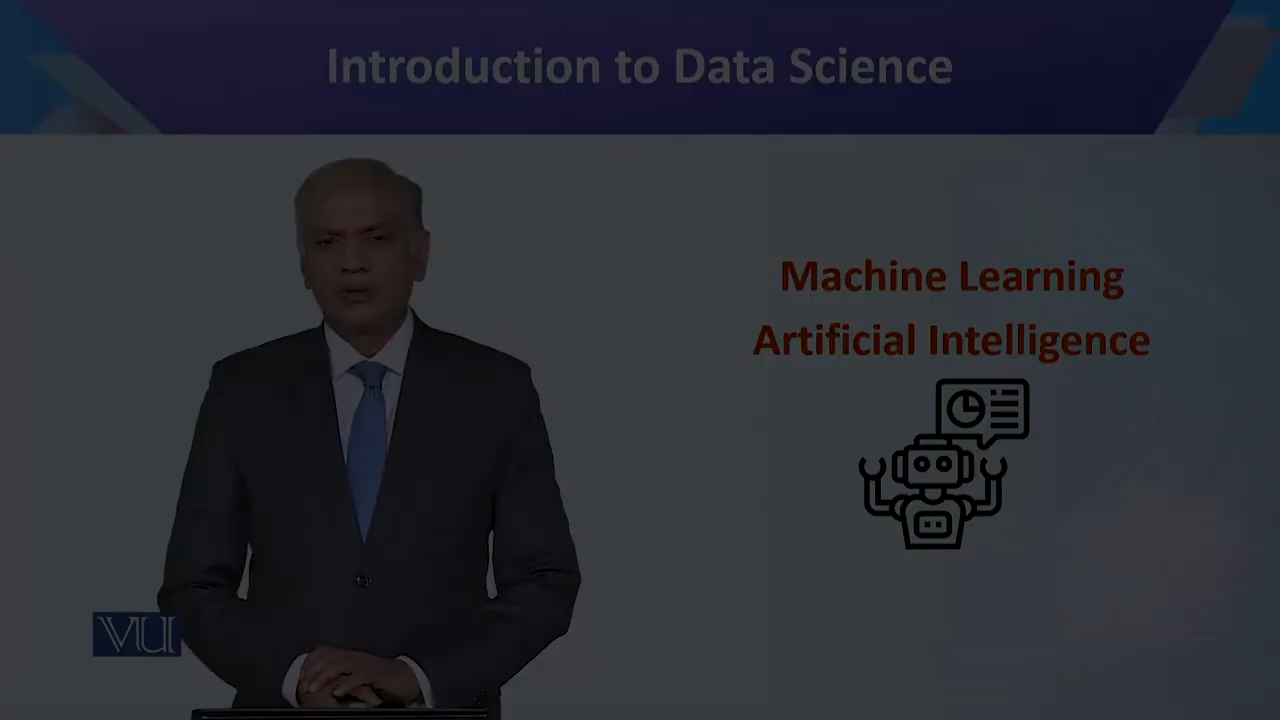 Introduction to Data Science
Machine Learning
Artificial Intelligence
VU